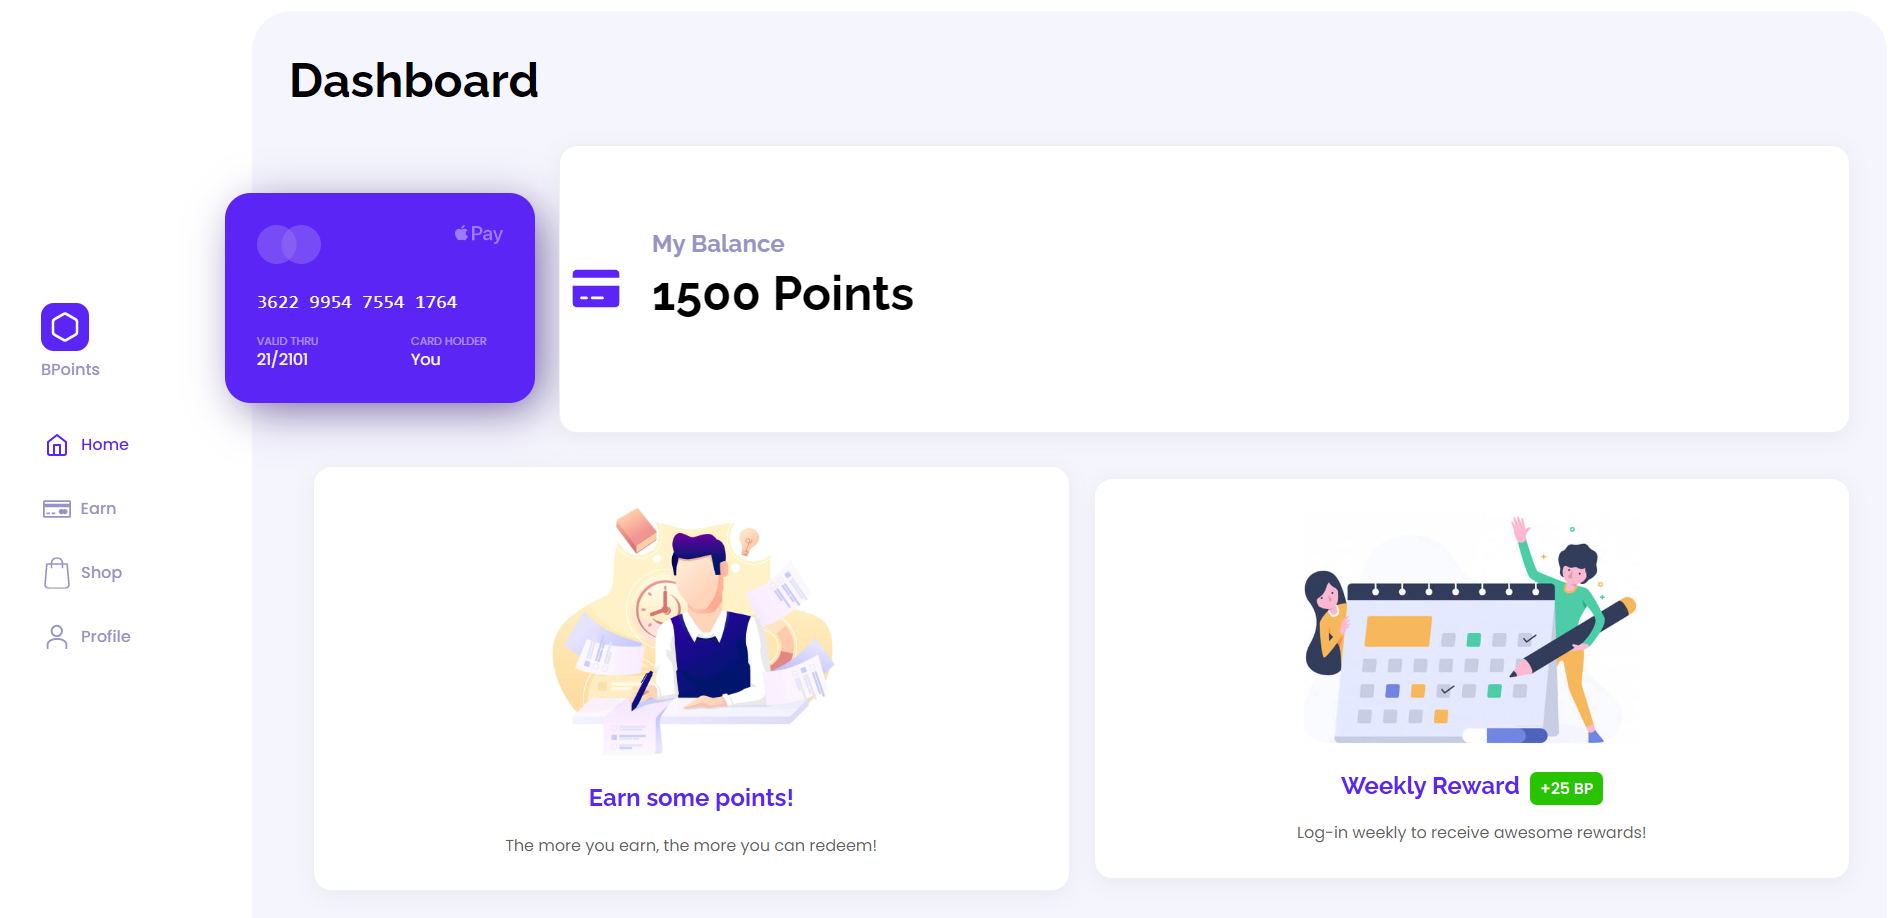 Dashboard
Pay
3622 9954 7554 1764
VALID THRU
21/2101
CARD HOLDER
You
My Balance
1500 Points
BPoints
Home
Earn
Shop
Profile
Earn some points!
The more you earn, the more you can redeem!
Weekly Reward +25 BP
Log-in weekly to receive awesome rewards!